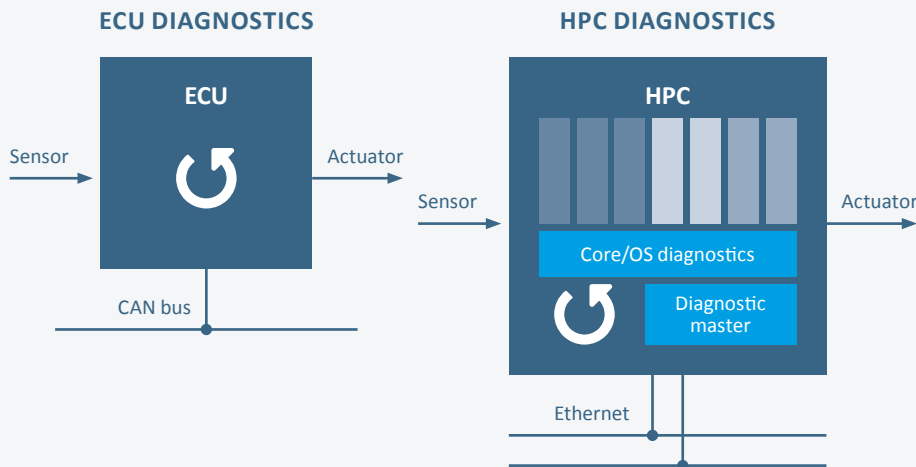 ECU DIAGNOSTICS
ECU
Sensor
Actuator
CAN bus
HPC DIAGNOSTICS
HPC
Sensor
Actuator
Core/OS diagnostics
Diagnostic
master
Ethernet